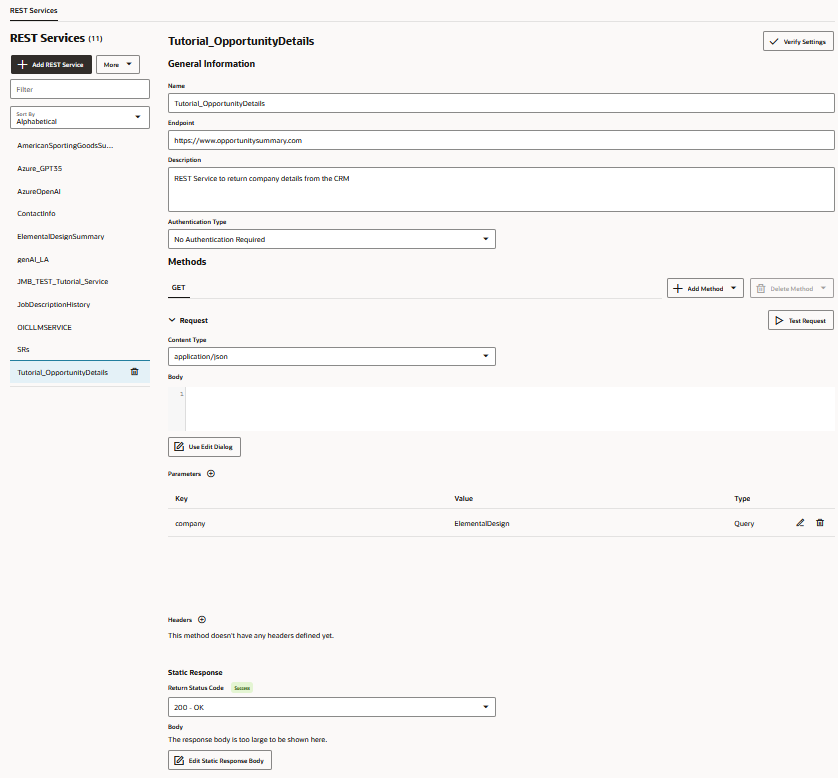 REST Services
REST Services (11)
Add REST Service
More
Filter
Sort By
Alphabetical
AmericanSportingGoodsSu...
Azure_GPT35
AzureOpenAI
ContactInfo
ElementalDesignSummary
genAI_LA
JMB_TEST_Tutorial_Service
JobDescriptionHistory
OICLLMSERVICE
SRs
Tutorial_OpportunityDetails
Tutorial_OpportunityDetails
Verify Settings
General Information
Name
Tutorial_OpportunityDetails
Endpoint
https://www.opportunitysummary.com
Description
REST Service to return company details from the CRM
Authentication Type
No Authentication Required
Methods
GET
Add Method
Delete Method
Request
Test Request
Content Type
application/json
Body
1
Use Edit Dialog
Parameters
Key Value Type
company ElementalDesign Query
Headers
This method doesn't have any headers defined yet.
Static Response
Return Status Code Success
200 - OK
Body
The response body is too large to be shown here.
Edit Static Response Body